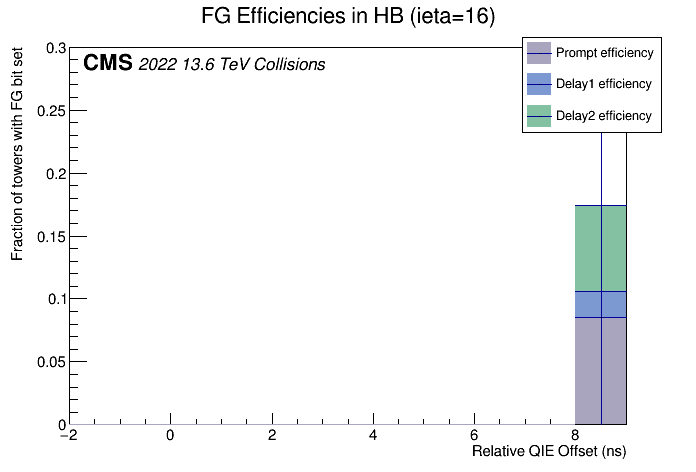 FG Efficiencies in HB (ieta=16)
CMS 2022 13.6 TeV Collisions
Prompt efficiency
Delay1 efficiency
Delay2 efficiency
Fraction of towers with FG bit set
0.3
0.25
0.2
0.15
0.1
0.05
0
−2 0 2 4 6 8
Relative QIE Offset (ns)